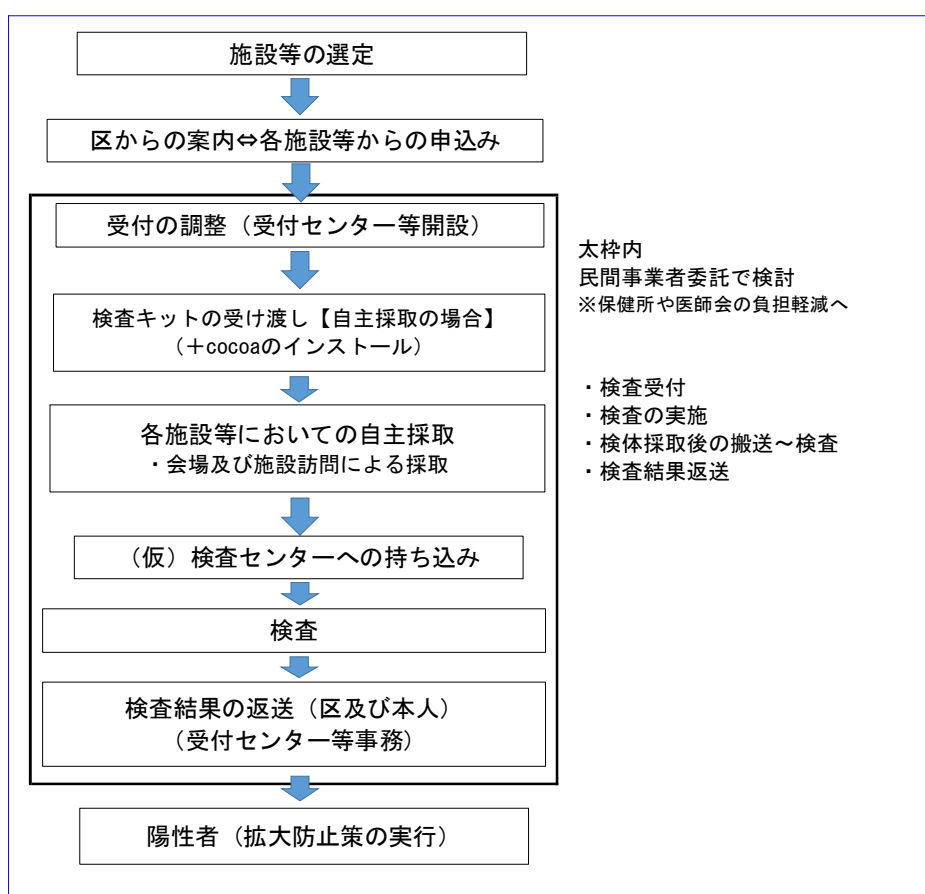 施設等の選定
区からの案内⇔各施設等からの申込み
受付の調整（受付センター等開設）
検査キットの受け渡し【自主採取の場合】
（＋cocoaのインストール）
各施設等においての自主採取
・会場及び施設訪問による採取
（仮）検査センターへの持ち込み
検査
検査結果の返送（区及び本人）
（受付センター等事務）
陽性者（拡大防止策の実行）
太枠内
民間事業者委託で検討
※保健所や医師会の負担軽減へ
・検査受付
・検査の実施
・検体採取後の搬送～検査
・検査結果返送